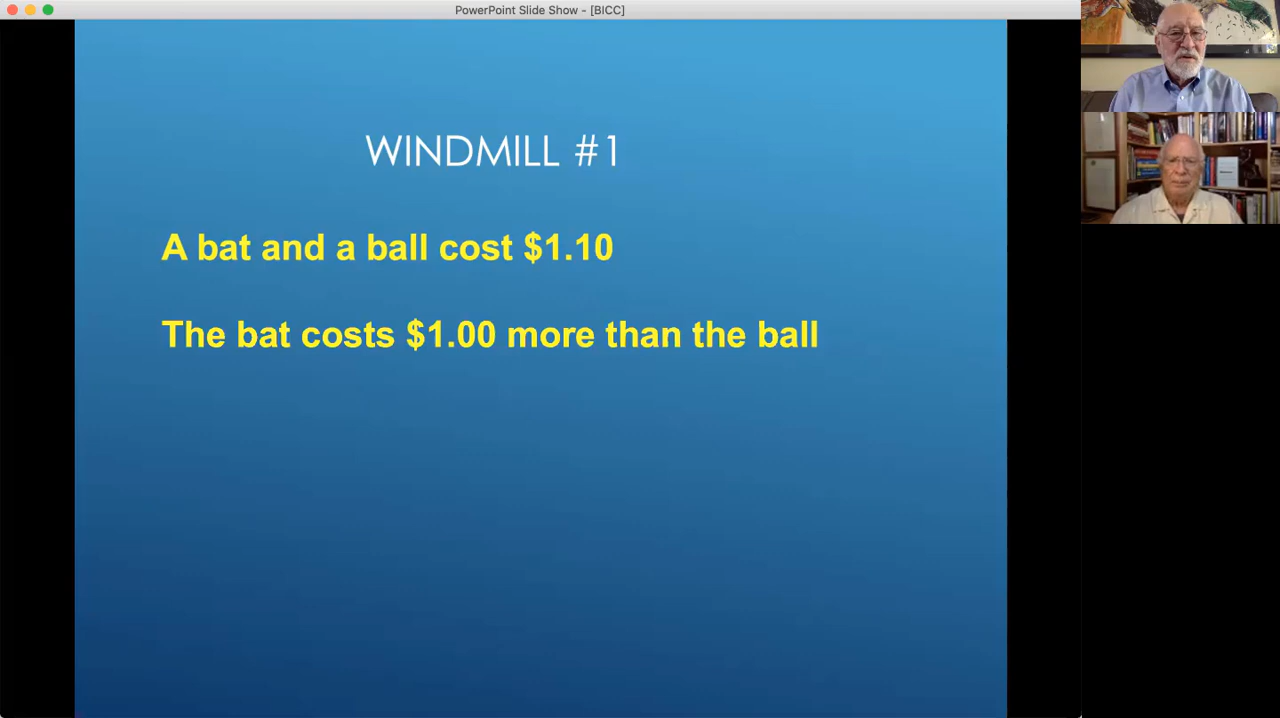 PowerPoint Slide Show - [BICC]
WINDMILL #1
A bat and a ball cost $1.10
The bat costs $1.00 more than the ball